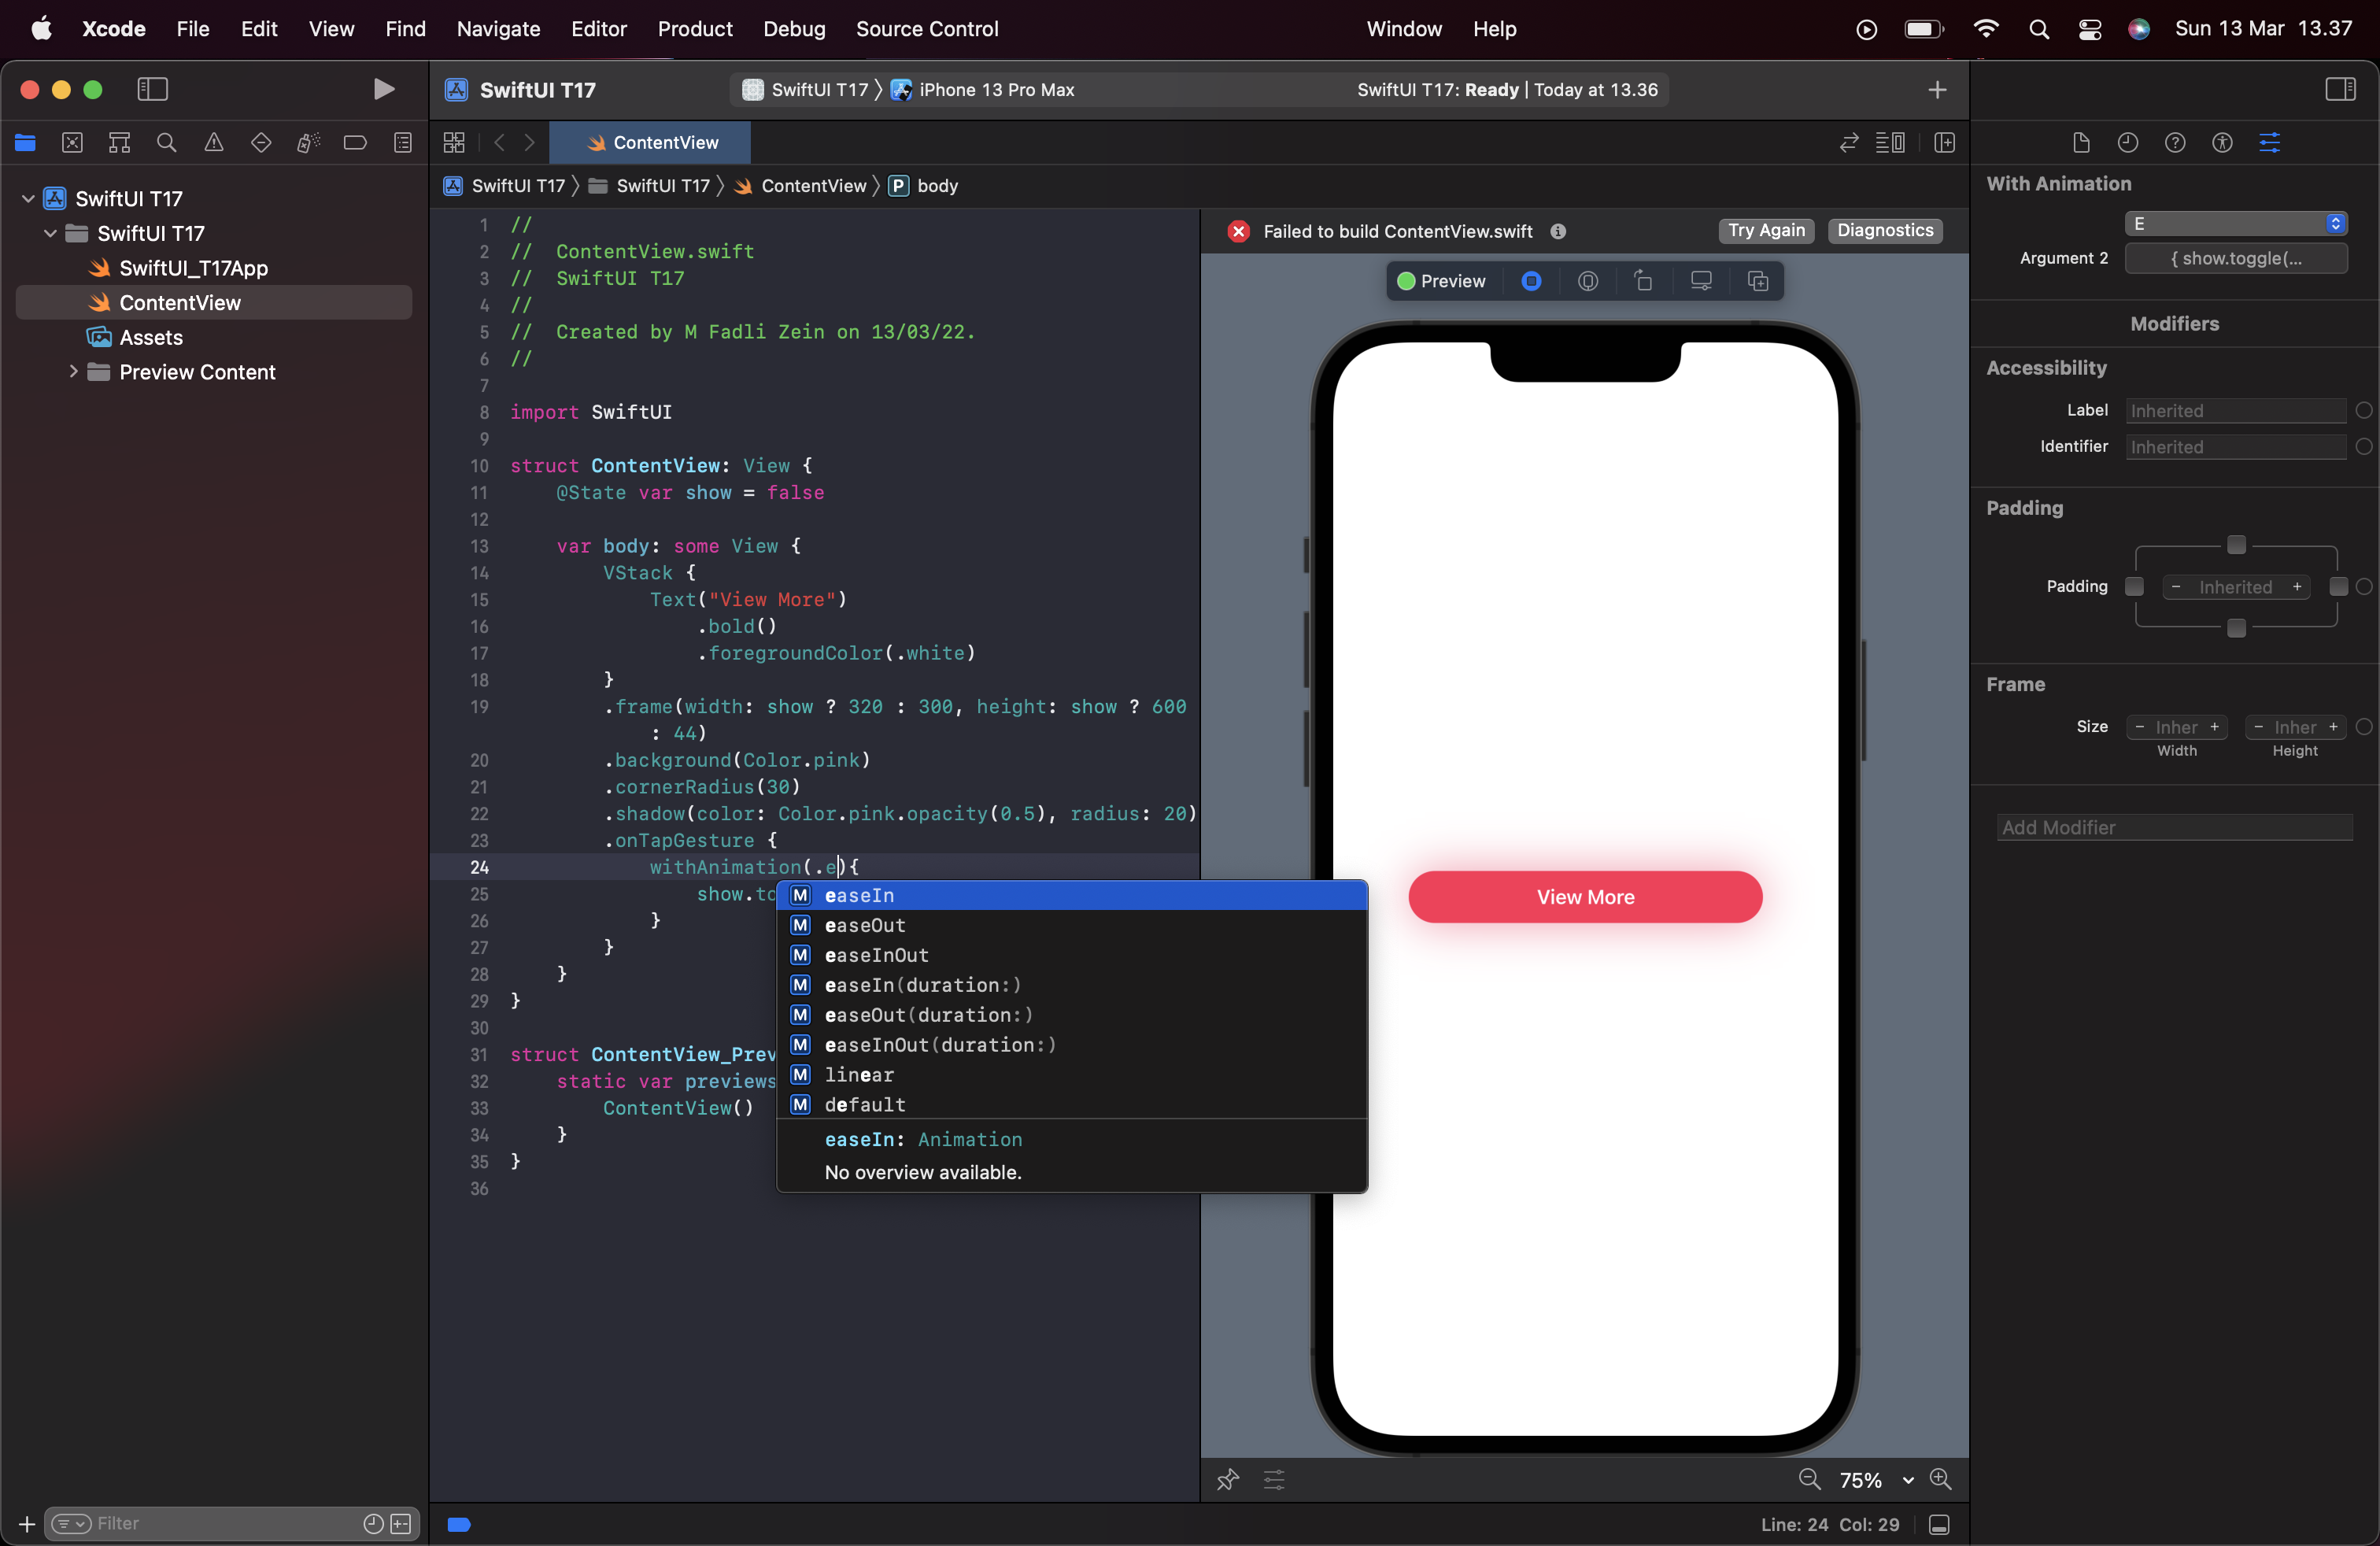 Xcode File Edit View Find Navigate Editor Product Debug Source Control Window Help Sun 13 Mar 13.37
SwiftUI T17 SwiftUI T17 〉 iPhone 13 Pro Max SwiftUI T17: Ready | Today at 13.36
ContentView
SwiftUI T17 〉 SwiftUI T17 〉 ContentView 〉 P body
SwiftUI T17
SwiftUI T17
SwiftUI_T17App
ContentView
Assets
Preview Content
Filter
1 //
2 //  ContentView.swift
3 //  SwiftUI T17
4 //
5 //  Created by M Fadli Zein on 13/03/22.
6 //
7
8 import SwiftUI
9
10 struct ContentView: View {
11     @State var show = false
12
13     var body: some View {
14         VStack {
15             Text("View More")
16                 .bold()
17                 .foregroundColor(.white)
18         }
19         .frame(width: show ? 320 : 300, height: show ? 600
            : 44)
20         .background(Color.pink)
21         .cornerRadius(30)
22         .shadow(color: Color.pink.opacity(0.5), radius: 20)
23         .onTapGesture {
24             withAnimation(.e){
25                 show.to
26             }
27         }
28     }
29 }
30
31 struct ContentView_Prev
32     static var previews
33         ContentView()
34     }
35 }
36
M easeIn
M easeOut
M easeInOut
M easeIn(duration:)
M easeOut(duration:)
M easeInOut(duration:)
M linear
M default
easeIn: Animation
No overview available.
Failed to build ContentView.swift Try Again Diagnostics
Preview
View More
75%
Line: 24 Col: 29
With Animation
E
Argument 2 { show.toggle(...
Modifiers
Accessibility
Label Inherited
Identifier Inherited
Padding
Padding - Inherited +
Frame
Size - Inher + - Inher +
Width Height
Add Modifier